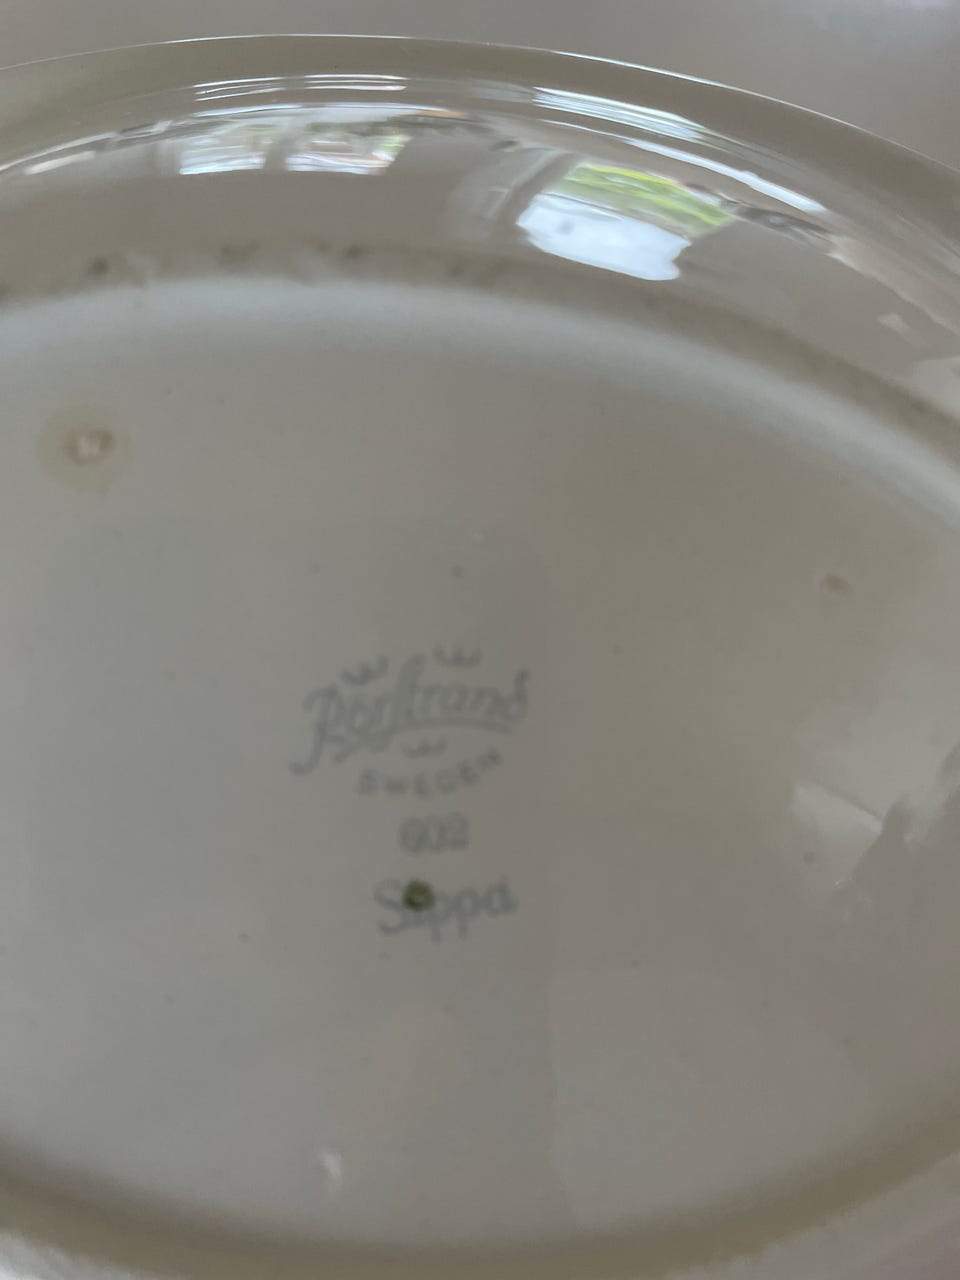 Rörstrand
SWEDEN
602
Sippa